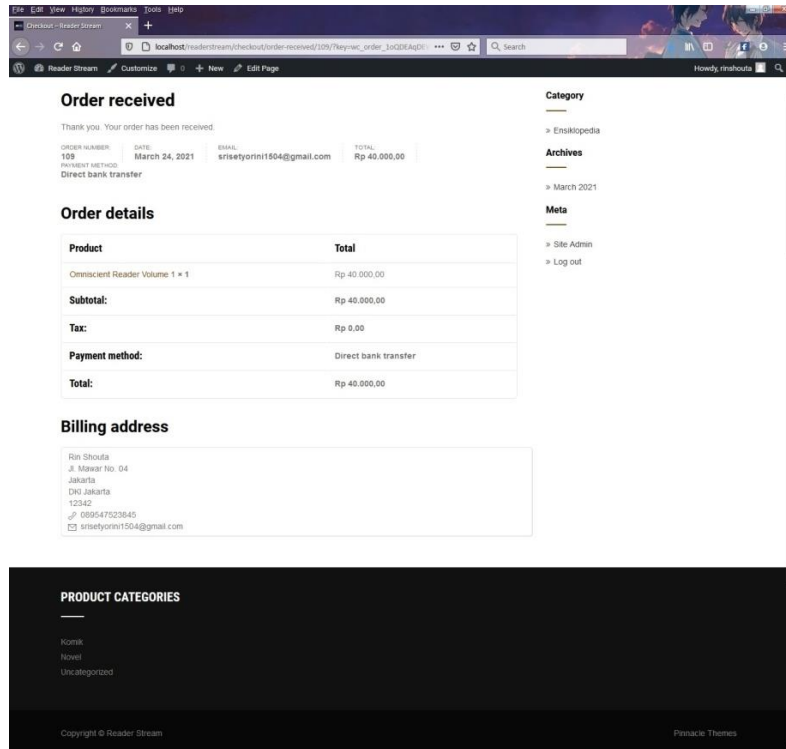 File Edit View History Bookmarks Tools Help
Checkout – Reader Stream
localhost/readerstream/checkout/order-received/109/?key=wc_order_1oQDEAqDE
Search
Reader Stream Customize 0 New Edit Page Howdy, rinshouta
Order received
Thank you. Your order has been received.
ORDER NUMBER: DATE: EMAIL: TOTAL:
109 March 24, 2021 srisetyorini1504@gmail.com Rp 40.000,00
PAYMENT METHOD:
Direct bank transfer
Order details
Product Total
Omniscient Reader Volume 1 × 1 Rp 40.000,00
Subtotal: Rp 40.000,00
Tax: Rp 0,00
Payment method: Direct bank transfer
Total: Rp 40.000,00
Billing address
Rin Shouta
Jl. Mawar No. 04
Jakarta
DKI Jakarta
12342
089547523845
srisetyorini1504@gmail.com
Category
» Ensiklopedia
Archives
» March 2021
Meta
» Site Admin
» Log out
PRODUCT CATEGORIES
Komik
Novel
Uncategorized
Copyright © Reader Stream Pinnacle Themes